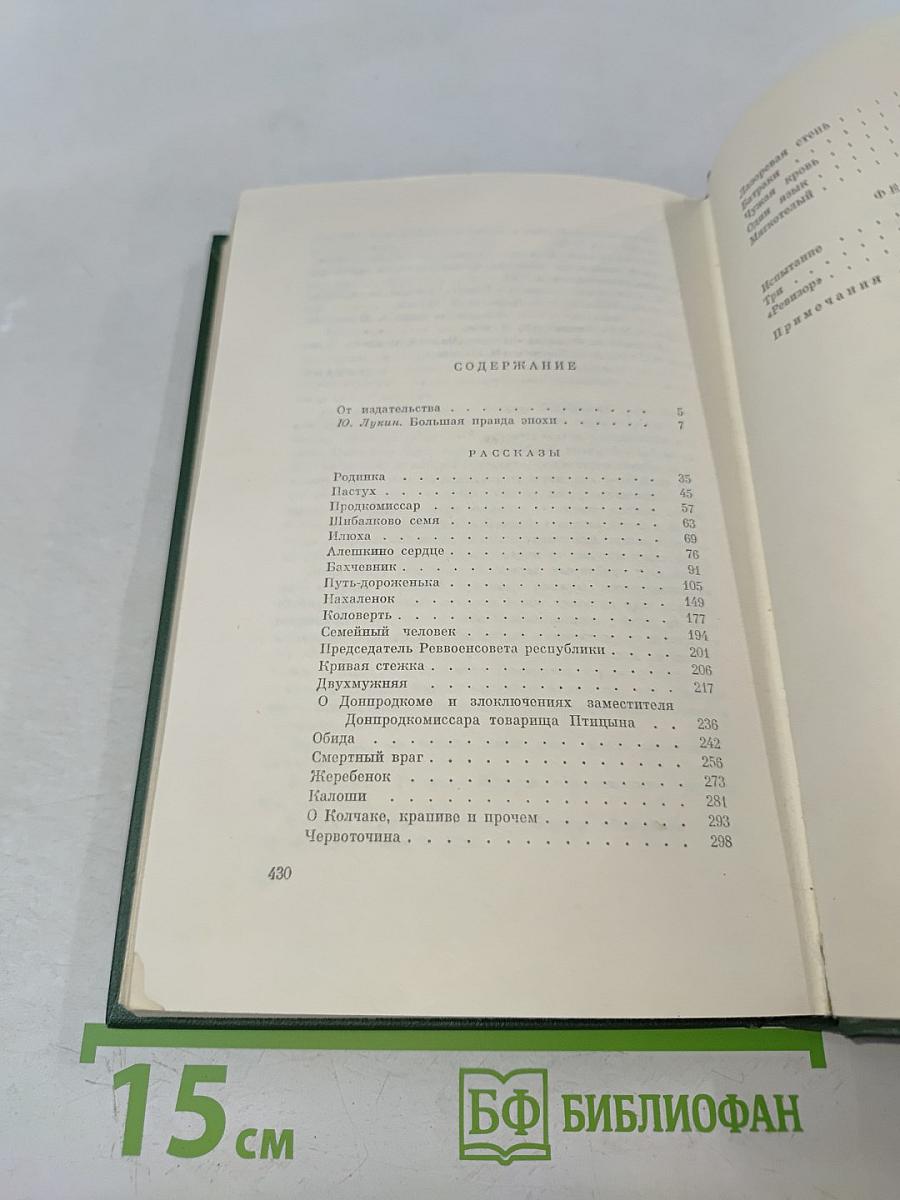 СОДЕРЖАНИЕ
От издательства . . . . . . . . . . . . . 5
Ю. Лукин. Большая правда эпохи . . . . . . 7
РАССКАЗЫ
Родинка . . . . . . . . . . . . . . . 35
Пастух . . . . . . . . . . . . . . . . 45
Продкомиссар . . . . . . . . . . . . . 57
Шибалково семя . . . . . . . . . . . . 63
Илюха . . . . . . . . . . . . . . . . 69
Алешкино сердце . . . . . . . . . . . . 76
Бахчевник . . . . . . . . . . . . . . . 91
Путь-дороженька . . . . . . . . . . . . 105
Нахаленок . . . . . . . . . . . . . . 149
Коловерть . . . . . . . . . . . . . . . 177
Семейный человек . . . . . . . . . . . 194
Председатель Реввоенсовета республики . . . . 201
Кривая стежка . . . . . . . . . . . . . 206
Двухмужняя . . . . . . . . . . . . . 217
О Донпродкоме и злоключениях заместителя
Донпродкомиссара товарища Птицына . . 236
Обида . . . . . . . . . . . . . . . . 242
Смертный враг . . . . . . . . . . . . . 256
Жеребенок . . . . . . . . . . . . . . 273
Калоши . . . . . . . . . . . . . . . 281
О Колчаке, крапиве и прочем . . . . . . . . 293
Червоточина . . . . . . . . . . . . . . 298
430
Лазоревая степь . . .
Батраки . . . .
Чужая кровь . . .
Один язык . . . .
Мягкотелый . . . .
ФЕ
Испытание . . .
Три . . . .
«Ревизор» . . . .
Примечания
15 см
БФ БИБЛИОФАН